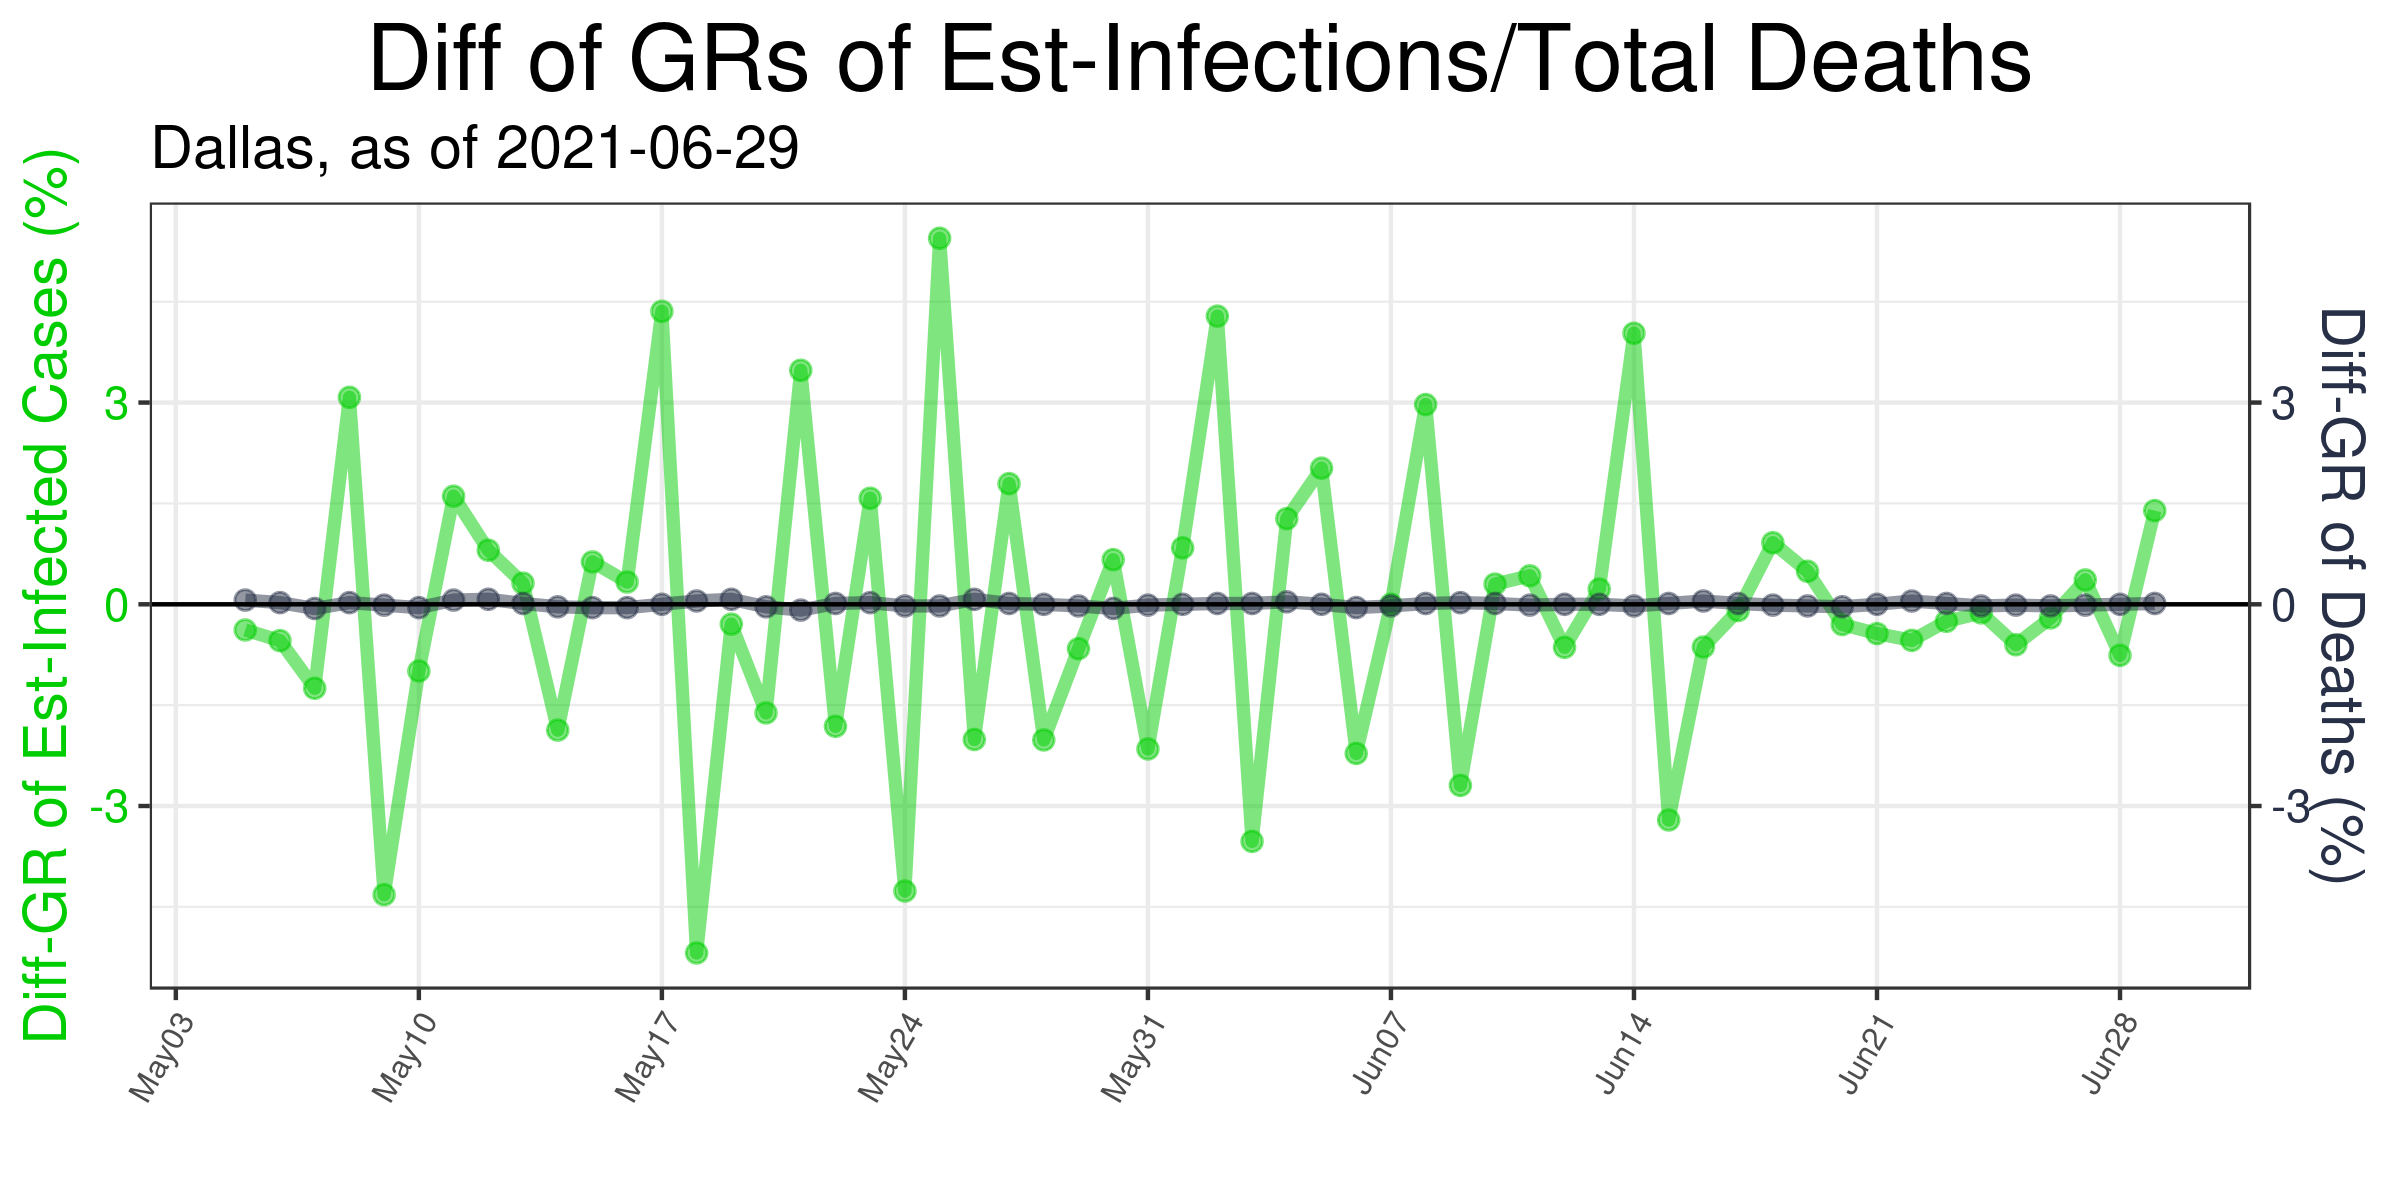 Diff of GRs of Est-Infections/Total Deaths
Dallas, as of 2021-06-29
Diff-GR of Est-Infected Cases (%)
3
0
-3
3
0
-3
Diff-GR of Deaths (%)
May03
May10
May17
May24
May31
Jun07
Jun14
Jun21
Jun28